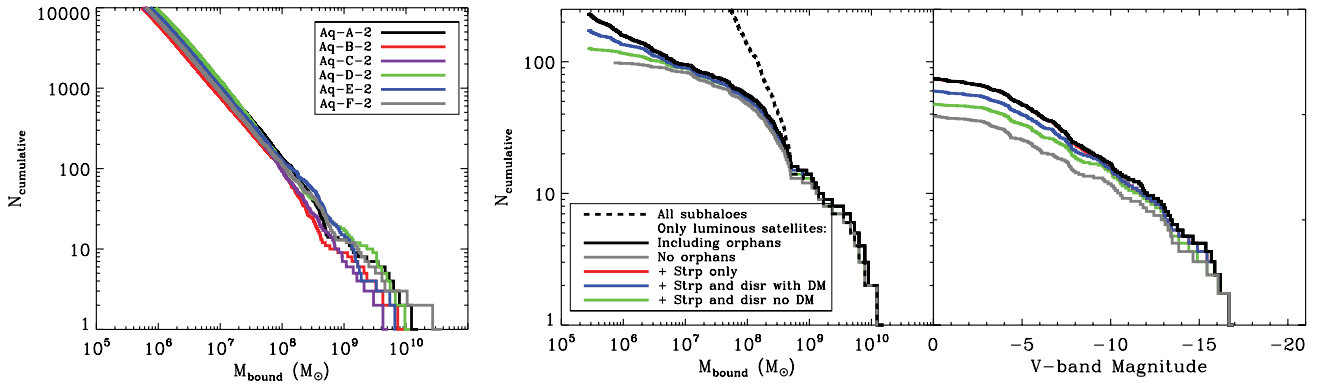 10000
1000
100
10
1
N_cumulative
10^5 10^6 10^7 10^8 10^9 10^10
M_bound (M_⊙)
Aq-A-2
Aq-B-2
Aq-C-2
Aq-D-2
Aq-E-2
Aq-F-2
100
10
1
N_cumulative
10^5 10^6 10^7 10^8 10^9 10^10
M_bound (M_⊙)
All subhaloes
Only luminous satellites:
Including orphans
No orphans
+ Strp only
+ Strp and disr with DM
+ Strp and disr no DM
0 -5 -10 -15 -20
V-band Magnitude